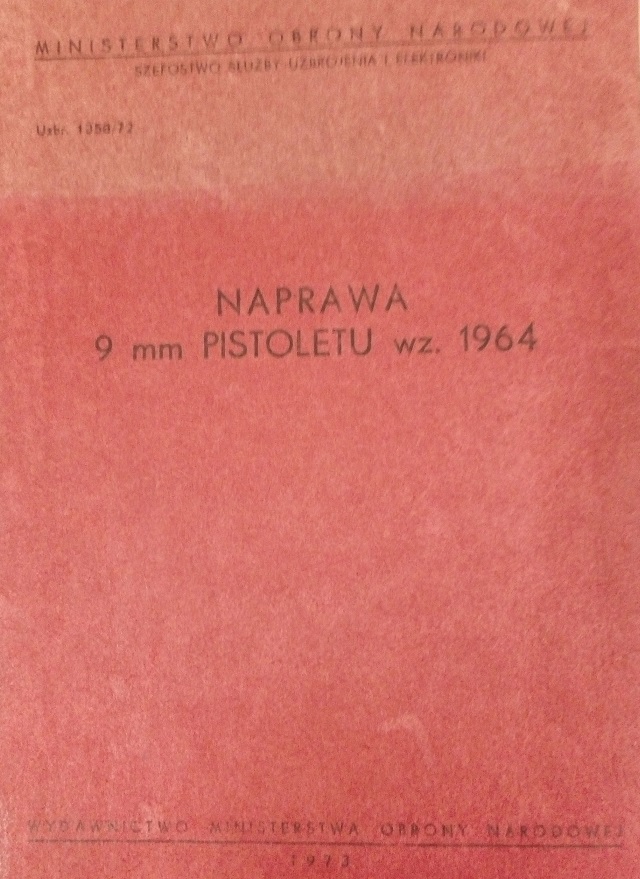 MINISTERSTWO OBRONY NARODOWEJ
SZEFOSTWO SŁUŻBY UZBROJENIA I ELEKTRONIKI
Uzbr. 1350/72
NAPRAWA
9 mm PISTOLETU wz. 1964
WYDAWNICTWO MINISTERSTWA OBRONY NARODOWEJ
1973